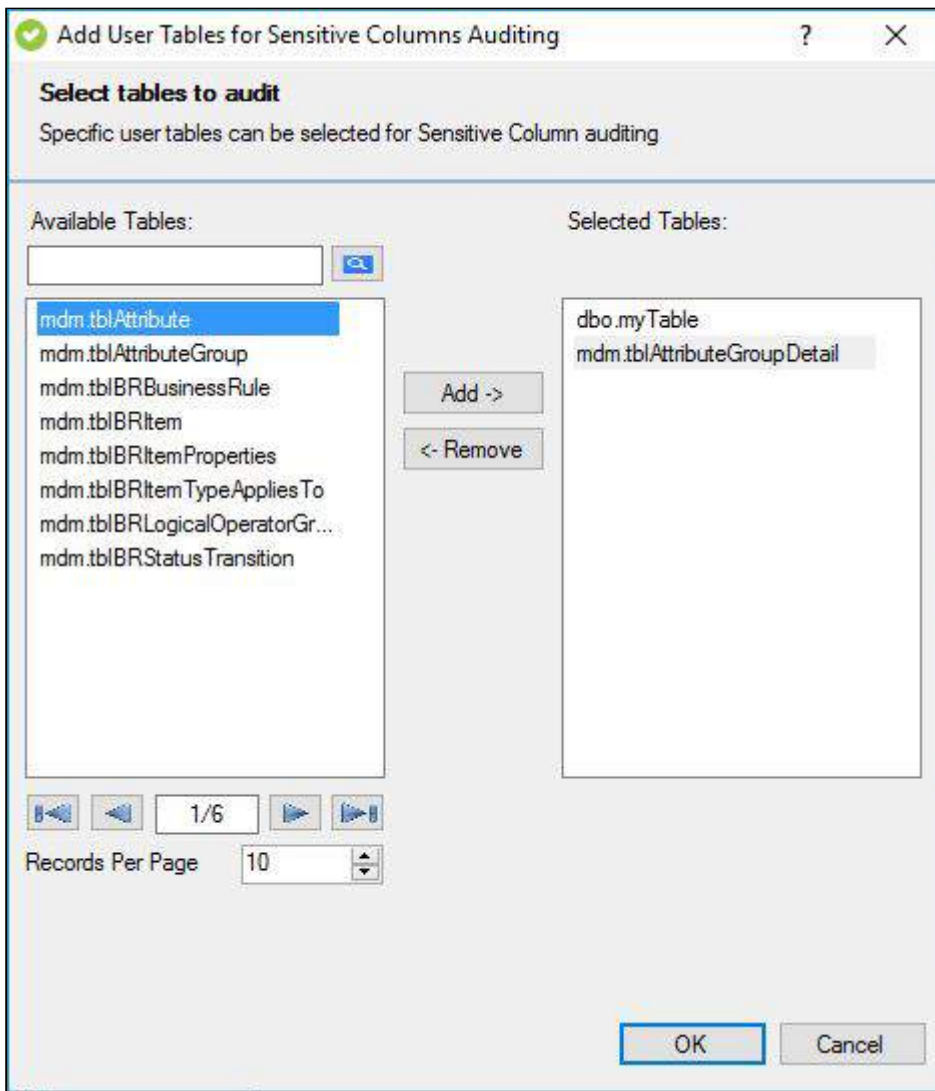 Add User Tables for Sensitive Columns Auditing
?
Select tables to audit
Specific user tables can be selected for Sensitive Column auditing
Available Tables:
Selected Tables:
mdm.tblAttribute
mdm.tblAttributeGroup
mdm.tblBRBusinessRule
mdm.tblBRItem
mdm.tblBRItemProperties
mdm.tblBRItemTypeAppliesTo
mdm.tblBRLogicalOperatorGr...
mdm.tblBRStatusTransition
Add ->
<- Remove
dbo.myTable
mdm.tblAttributeGroupDetail
1/6
Records Per Page 10
OK Cancel